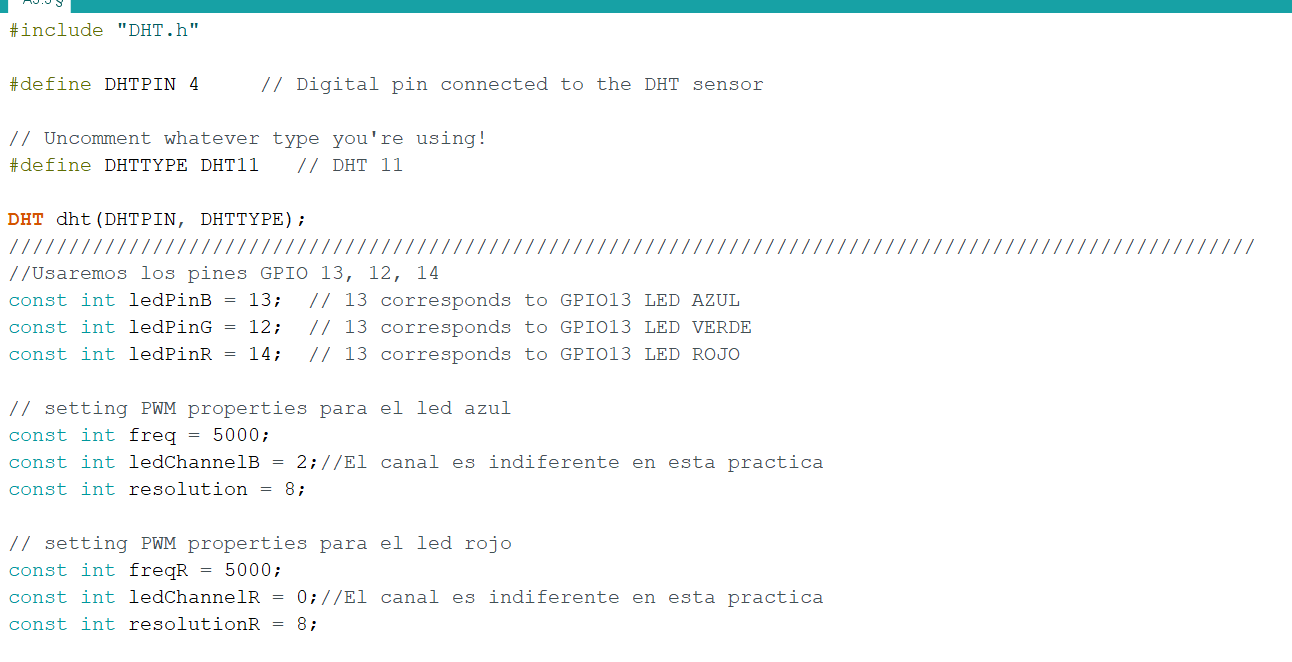 #include "DHT.h"
#define DHTPIN 4     // Digital pin connected to the DHT sensor
// Uncomment whatever type you're using!
#define DHTTYPE DHT11   // DHT 11
DHT dht(DHTPIN, DHTTYPE);
////////////////////////////////////////////////////////////////////////////////////////////////////////
//Usaremos los pines GPIO 13, 12, 14
const int ledPinB = 13;  // 13 corresponds to GPIO13 LED AZUL
const int ledPinG = 12;  // 13 corresponds to GPIO13 LED VERDE
const int ledPinR = 14;  // 13 corresponds to GPIO13 LED ROJO
// setting PWM properties para el led azul
const int freq = 5000;
const int ledChannelB = 2;//El canal es indiferente en esta practica
const int resolution = 8;
// setting PWM properties para el led rojo
const int freqR = 5000;
const int ledChannelR = 0;//El canal es indiferente en esta practica
const int resolutionR = 8;